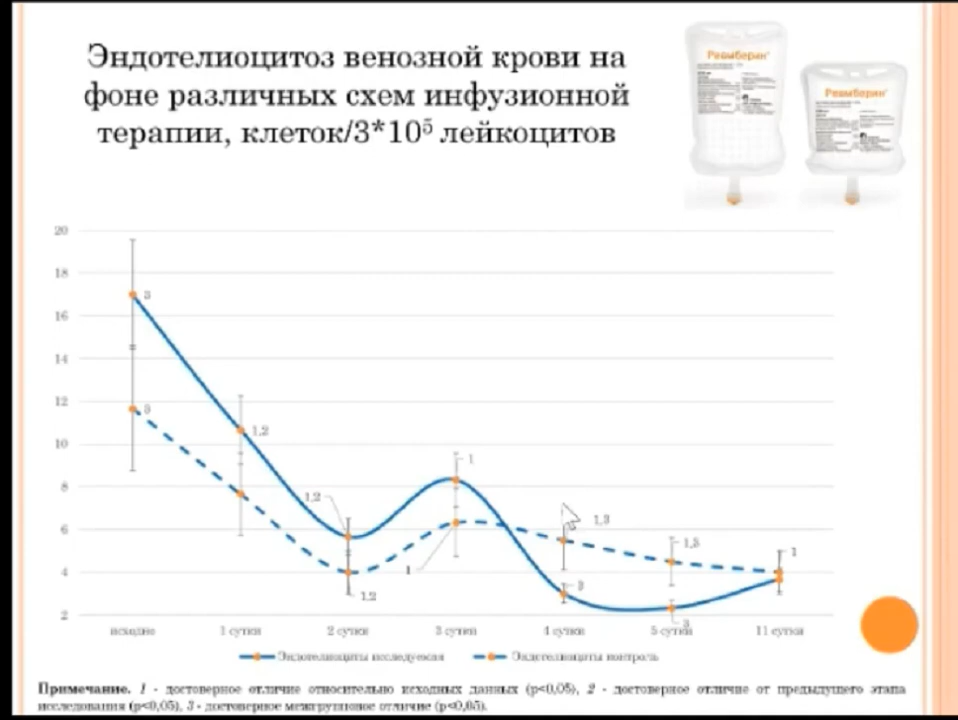 Эндотелиоцитоз венозной крови на
фоне различных схем инфузионной
терапии, клеток/3*10⁵ лейкоцитов
Реамберин®
Реамберин®
20
18
16
14
12
10
8
6
4
2
3
3
1,2
1,2
1,2
1
1
1,3
3
1,3
3
1
исходно
1 сутки
2 сутки
3 сутки
4 сутки
5 сутки
11 сутки
Эндотелиоциты исследуемая
Эндотелиоциты контроль
Примечание. 1 - достоверное отличие относительно исходных данных (p<0,05), 2 - достоверное отличие от предыдущего этапа
исследования (p<0,05), 3 - достоверное межгрупповое отличие (p<0,05).